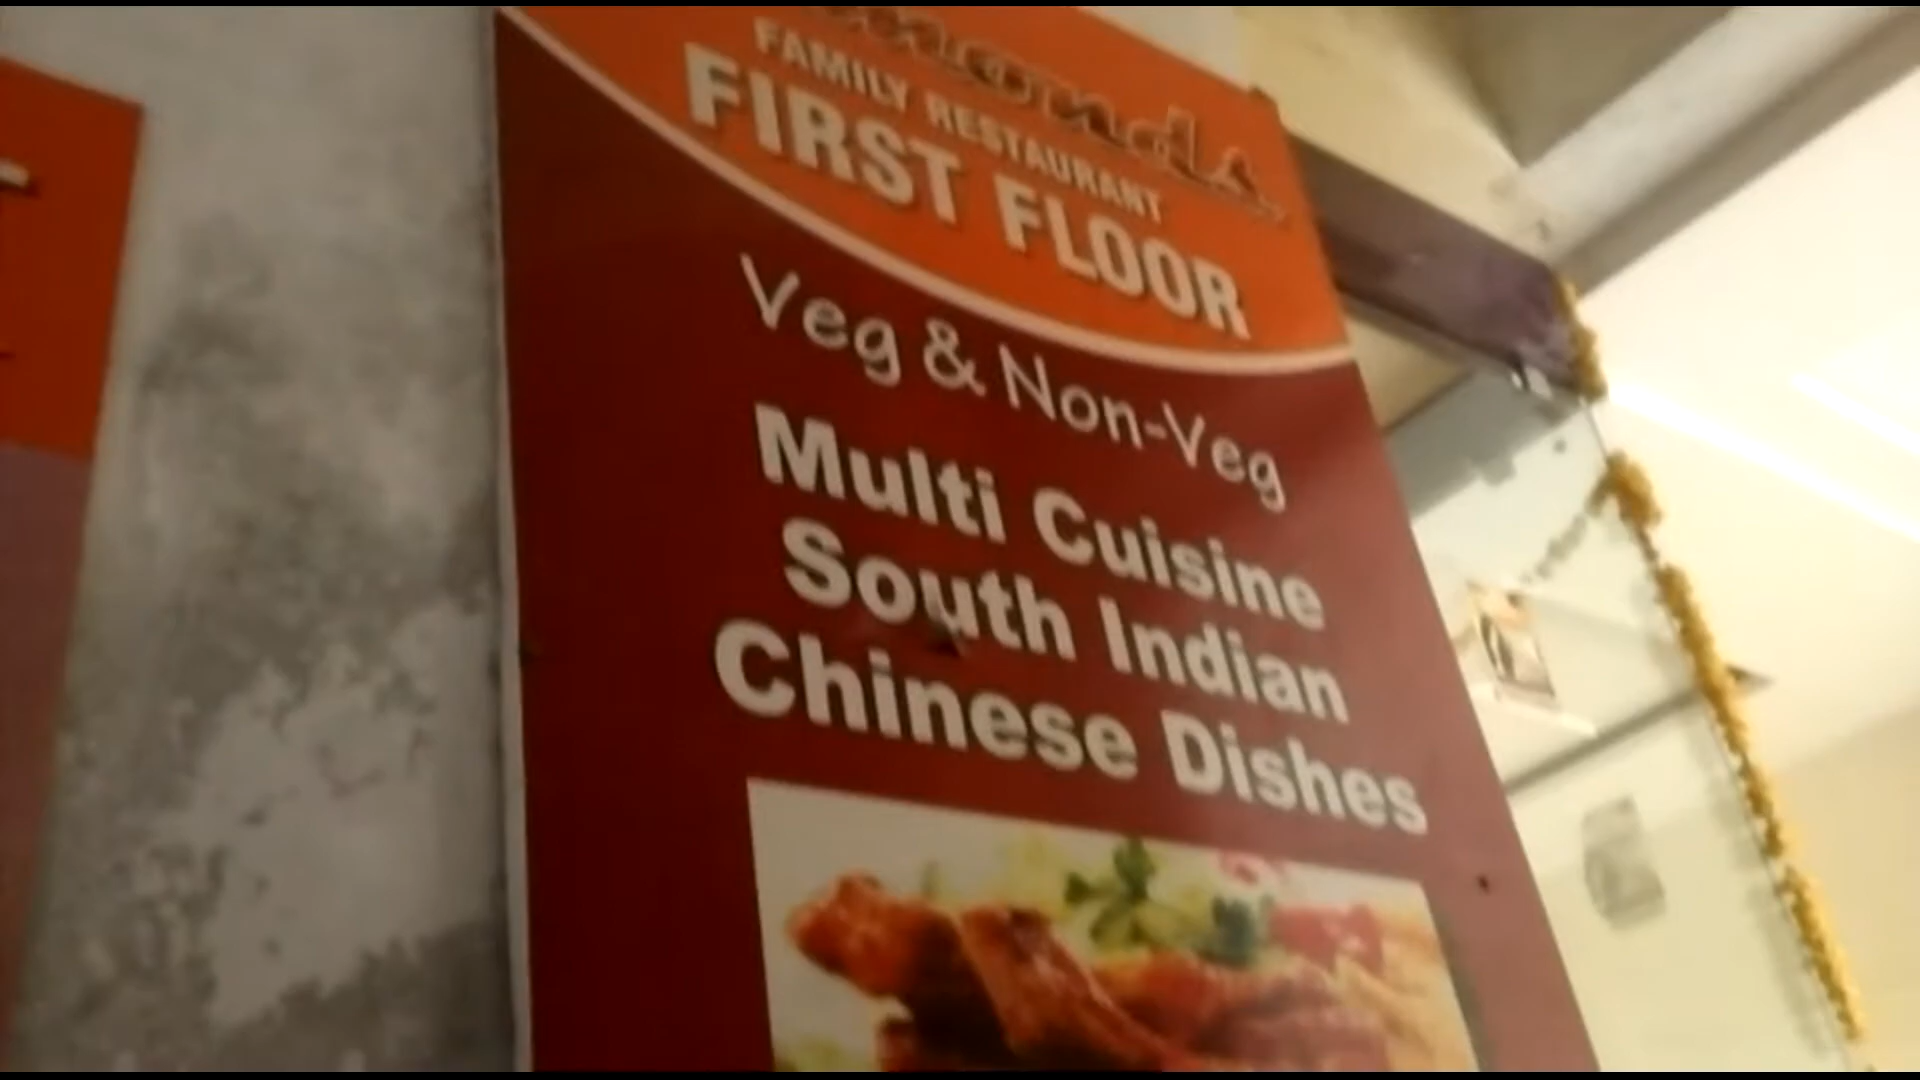 FAMILY RESTAURANT
FIRST FLOOR
Veg & Non-Veg
Multi Cuisine
South Indian
Chinese Dishes